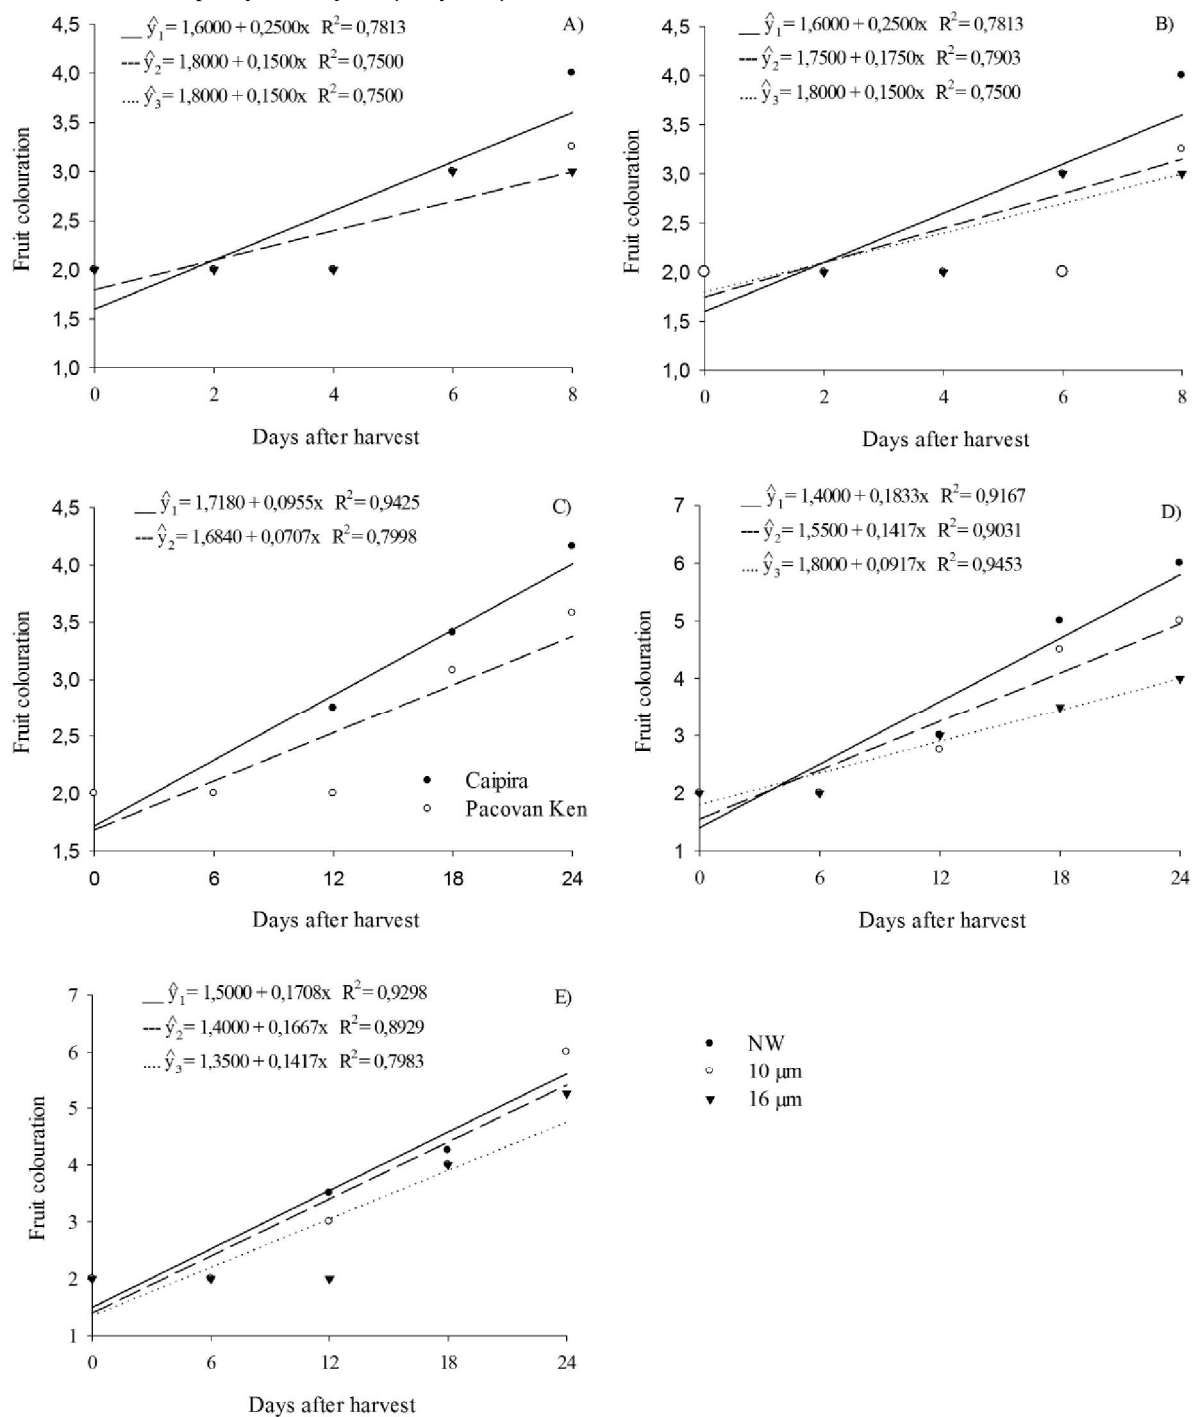 4,5
4,0
3,5
3,0
2,5
2,0
1,5
1,0
Fruit colouration
ŷ1= 1,6000 + 0,2500x R²= 0,7813
ŷ2= 1,8000 + 0,1500x R²= 0,7500
ŷ3= 1,8000 + 0,1500x R²= 0,7500
A)
0 2 4 6 8
Days after harvest
4,5
4,0
3,5
3,0
2,5
2,0
1,5
1,0
Fruit colouration
ŷ1= 1,6000 + 0,2500x R²= 0,7813
ŷ2= 1,7500 + 0,1750x R²= 0,7903
ŷ3= 1,8000 + 0,1500x R²= 0,7500
B)
0 2 4 6 8
Days after harvest
4,5
4,0
3,5
3,0
2,5
2,0
1,5
Fruit colouration
ŷ1= 1,7180 + 0,0955x R²= 0,9425
ŷ2= 1,6840 + 0,0707x R²= 0,7998
C)
Caipira
Pacovan Ken
0 6 12 18 24
Days after harvest
7
6
5
4
3
2
1
Fruit colouration
ŷ1= 1,4000 + 0,1833x R²= 0,9167
ŷ2= 1,5500 + 0,1417x R²= 0,9031
ŷ3= 1,8000 + 0,0917x R²= 0,9453
D)
0 6 12 18 24
Days after harvest
7
6
5
4
3
2
1
Fruit colouration
ŷ1= 1,5000 + 0,1708x R²= 0,9298
ŷ2= 1,4000 + 0,1667x R²= 0,8929
ŷ3= 1,3500 + 0,1417x R²= 0,7983
E)
0 6 12 18 24
Days after harvest
NW
10 µm
16 µm